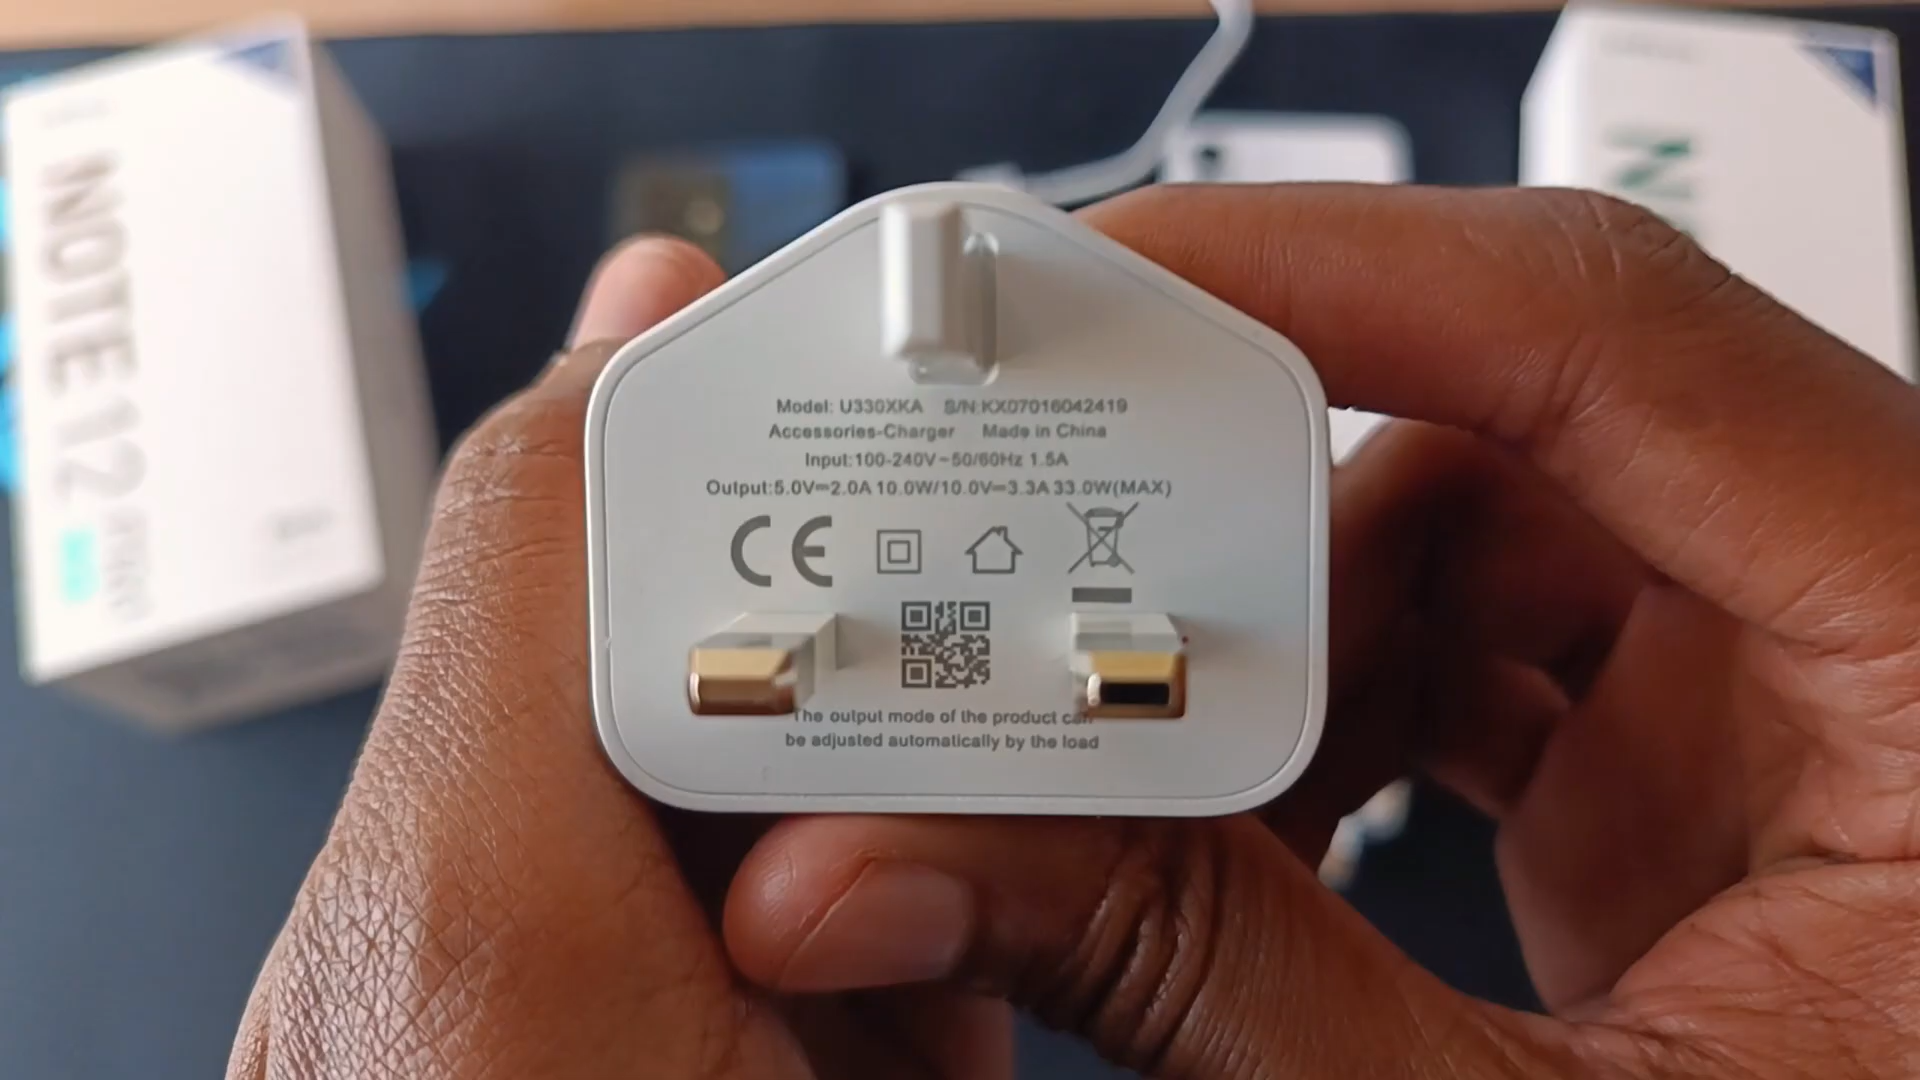 NOTE 12
Model: U330XKA S/N:KX07016042419
Accessories-Charger Made in China
Input:100-240V~50/60Hz 1.5A
Output:5.0V⎓2.0A 10.0W/10.0V⎓3.3A 33.0W(MAX)
CE
The output mode of the product can
be adjusted automatically by the load
N